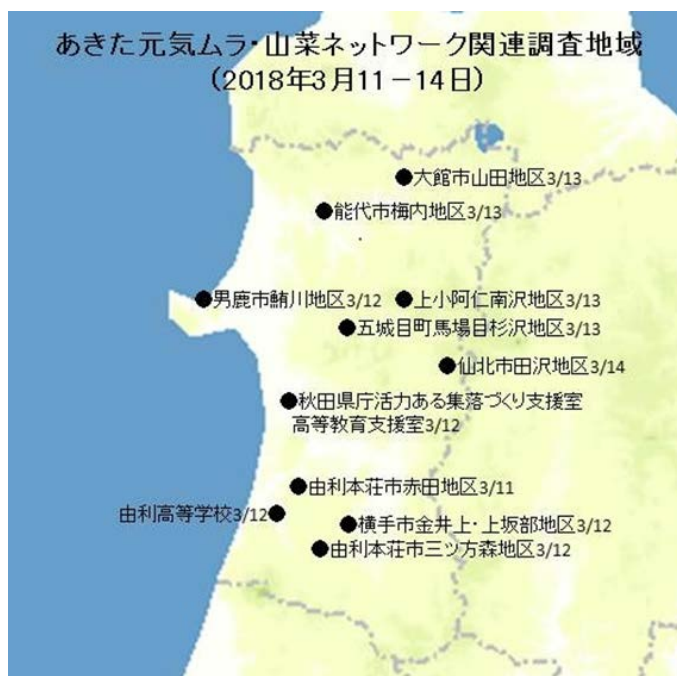 あきた元気ムラ・山菜ネットワーク関連調査地域
(2018年3月11－14日)
大館市山田地区3/13
能代市梅内地区3/13
男鹿市鮪川地区3/12
上小阿仁南沢地区3/13
五城目町馬場目杉沢地区3/13
仙北市田沢地区3/14
秋田県庁活力ある集落づくり支援室
高等教育支援室3/12
由利本荘市赤田地区3/11
由利高等学校3/12
横手市金井上・上坂部地区3/12
由利本荘市三ツ方森地区3/12